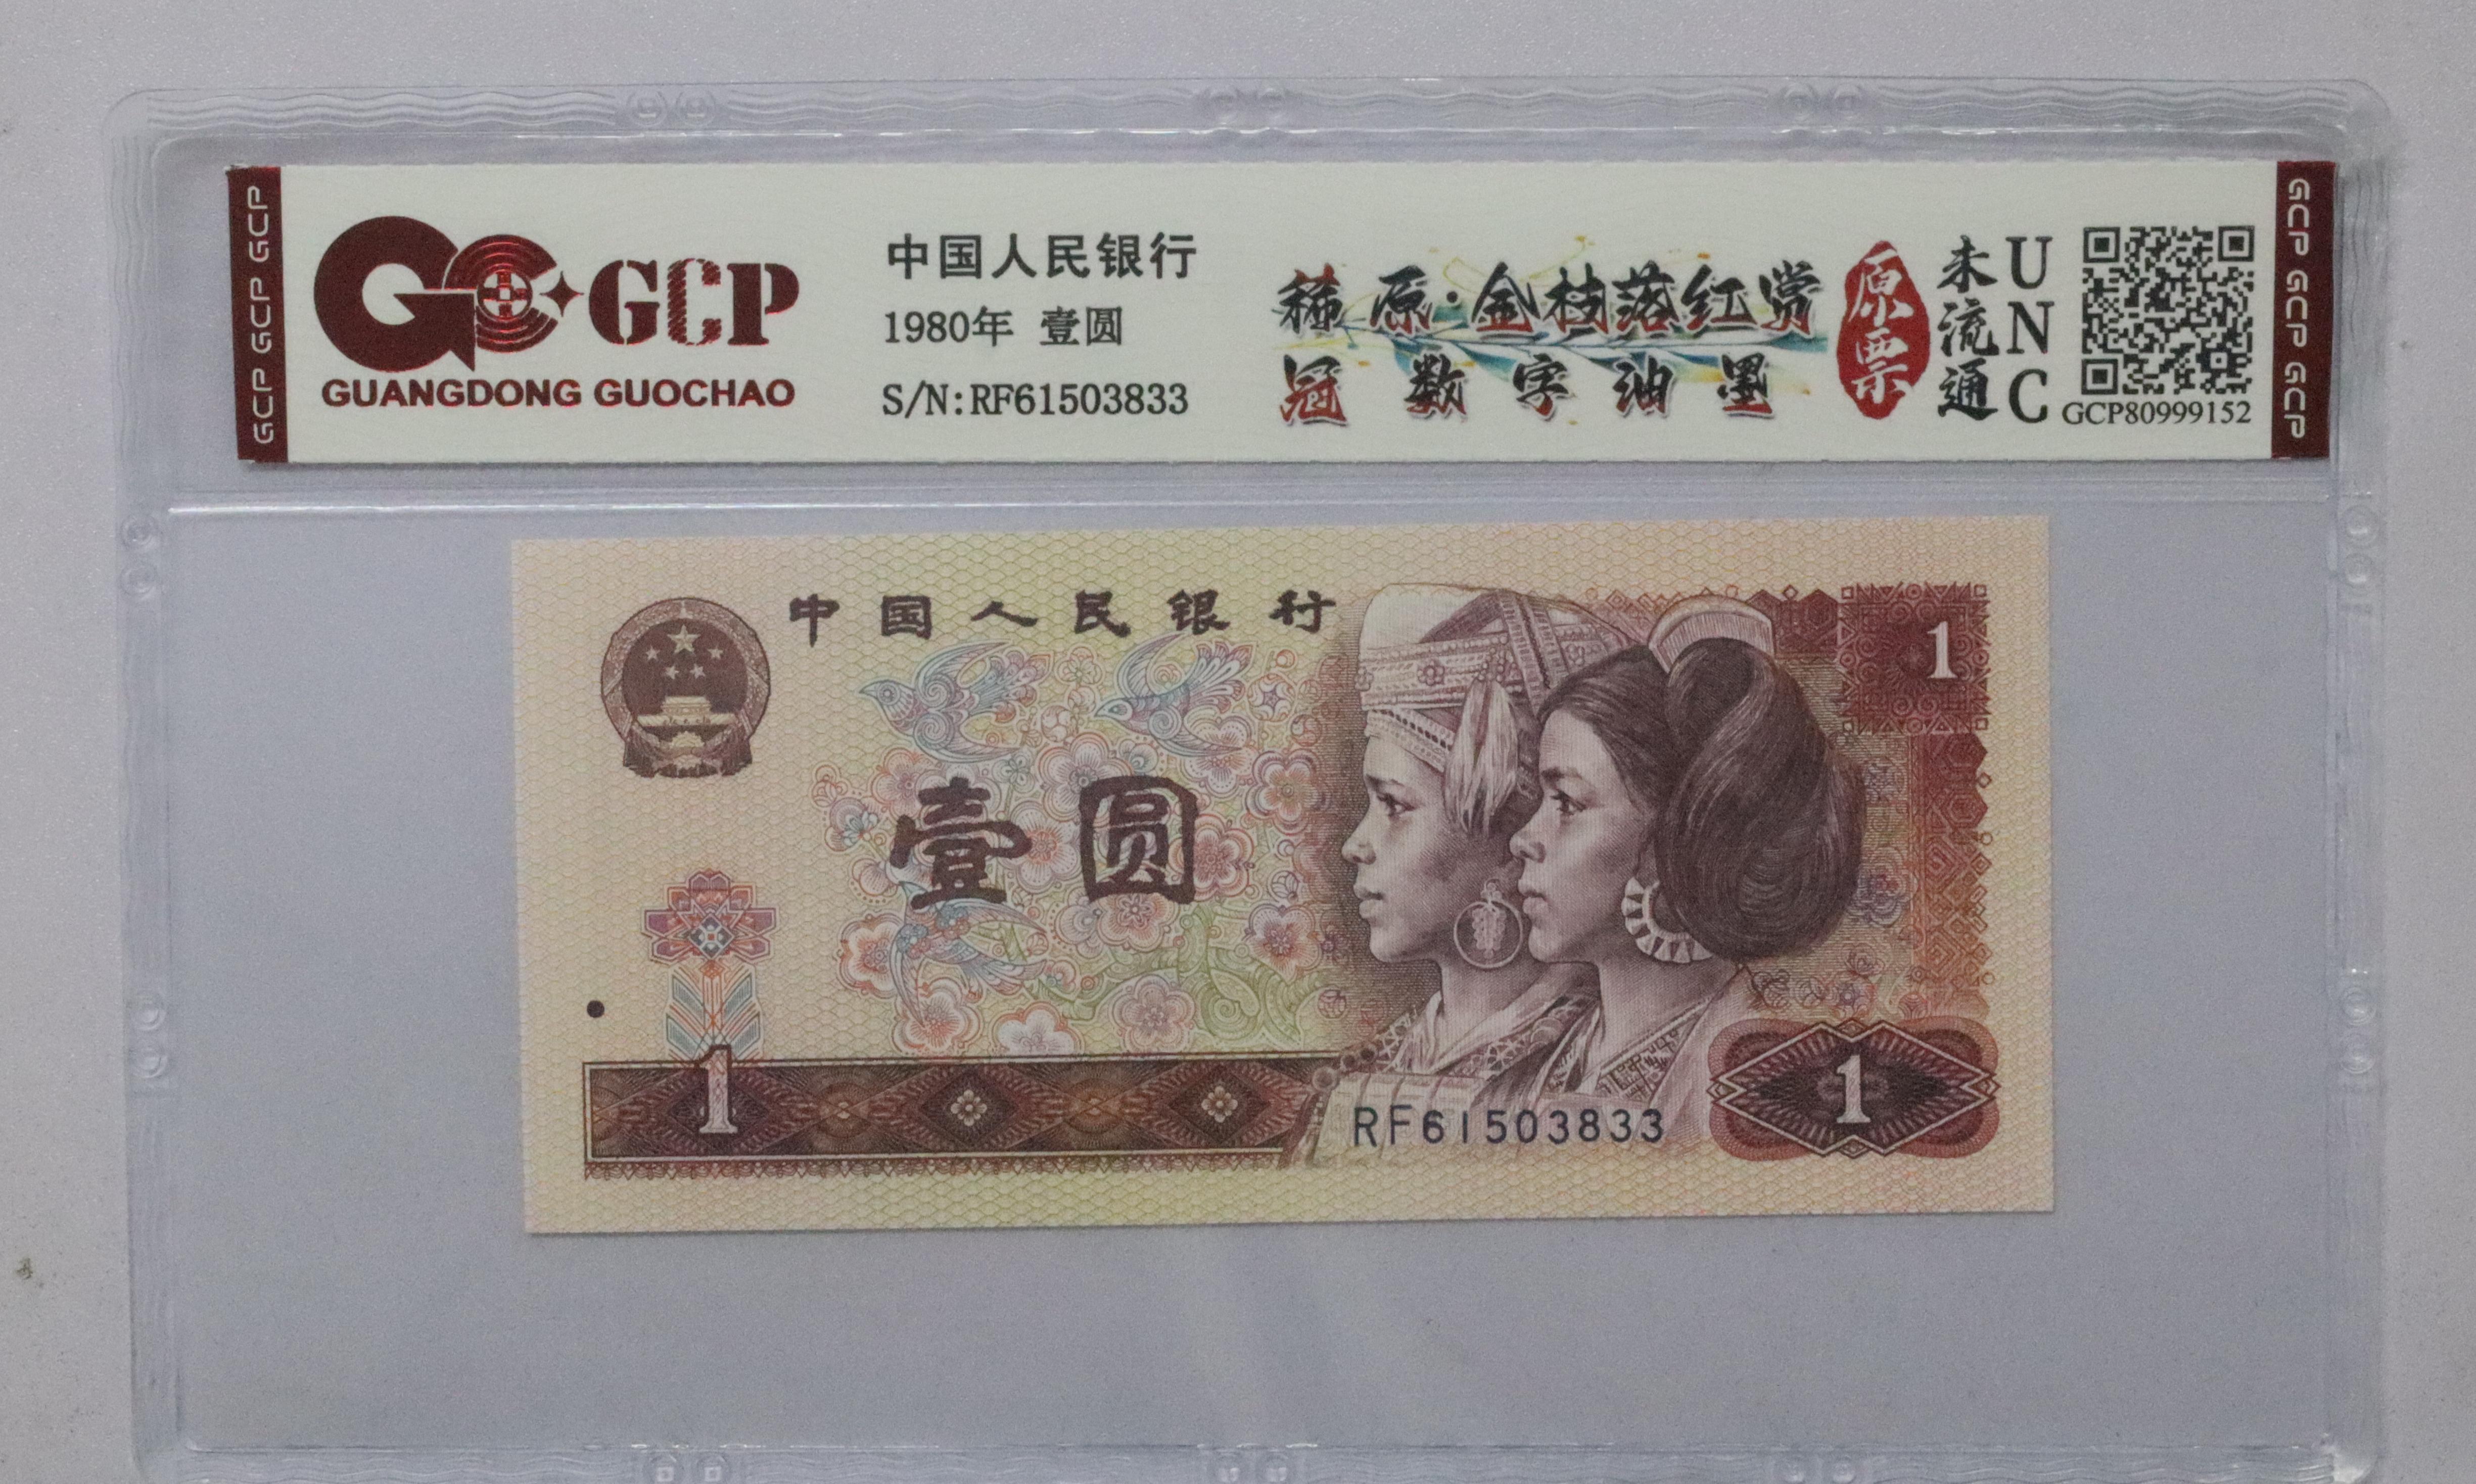 GCP GCP GCP
GCP
GUANGDONG GUOCHAO
中国人民银行
1980年 壹圆
S/N:RF61503833
稀原·金枝落红赏
冠数字油墨
原票
未流通
UNC
GCP80999152
GCP GCP GCP
中国人民银行
1
壹圆
1
1
RF61503833